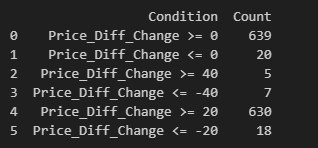 Condition Count
0 Price_Diff_Change >= 0 639
1 Price_Diff_Change <= 0 20
2 Price_Diff_Change >= 40 5
3 Price_Diff_Change <= -40 7
4 Price_Diff_Change >= 20 630
5 Price_Diff_Change <= -20 18